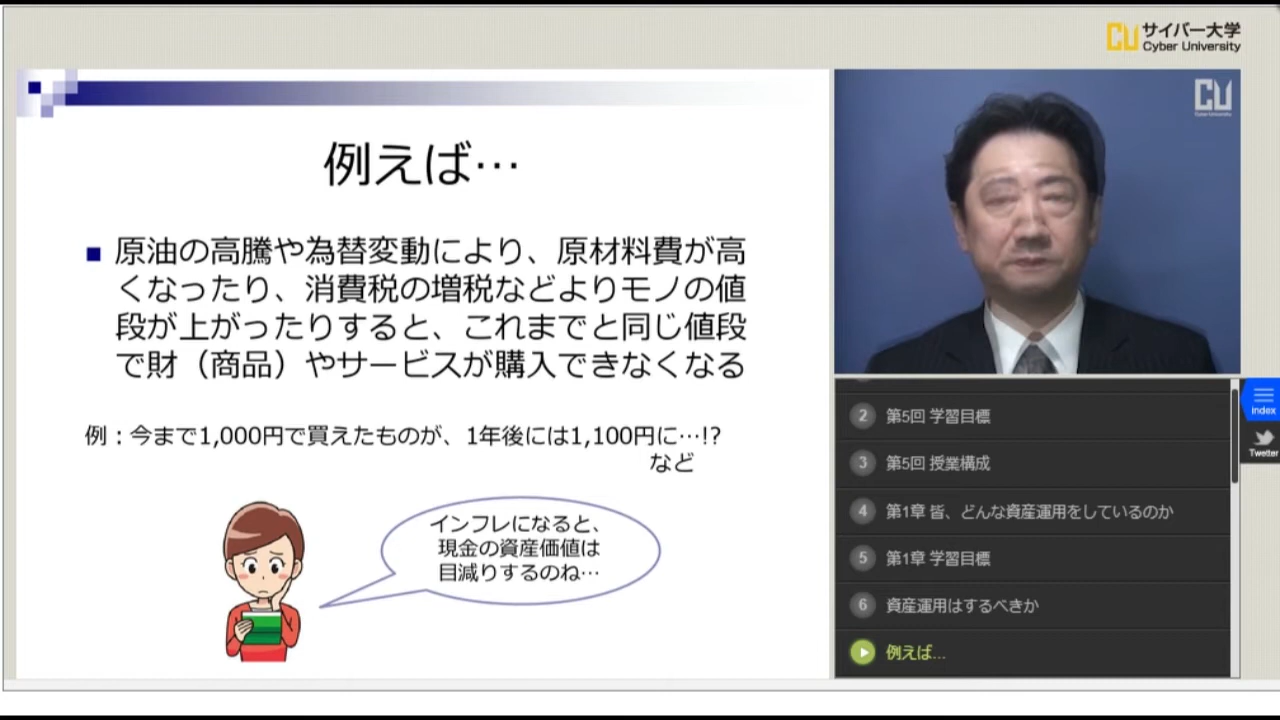 CU サイバー大学
Cyber University
例えば…
原油の高騰や為替変動により、原材料費が高
くなったり、消費税の増税などよりモノの値
段が上がったりすると、これまでと同じ値段
で財（商品）やサービスが購入できなくなる
例：今まで1,000円で買えたものが、1年後には1,100円に…!?
など
インフレになると、
現金の資産価値は
目減りするのね…
CU
Cyber University
2 第5回 学習目標
3 第5回 授業構成
4 第1章 皆、どんな資産運用をしているのか
5 第1章 学習目標
6 資産運用はするべきか
例えば...
index
Twetter